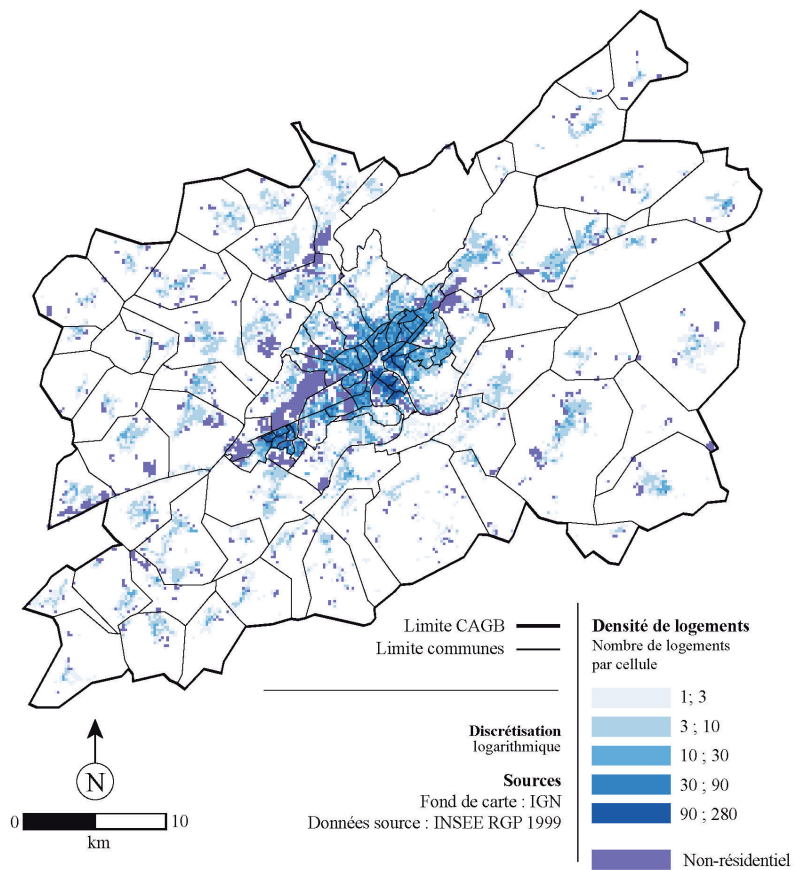 Limite CAGB
Limite communes
Discrétisation
logarithmique
Sources
Fond de carte : IGN
Données source : INSEE RGP 1999
N
0 10
km
Densité de logements
Nombre de logements
par cellule
1; 3
3 ; 10
10 ; 30
30 ; 90
90 ; 280
Non-résidentiel